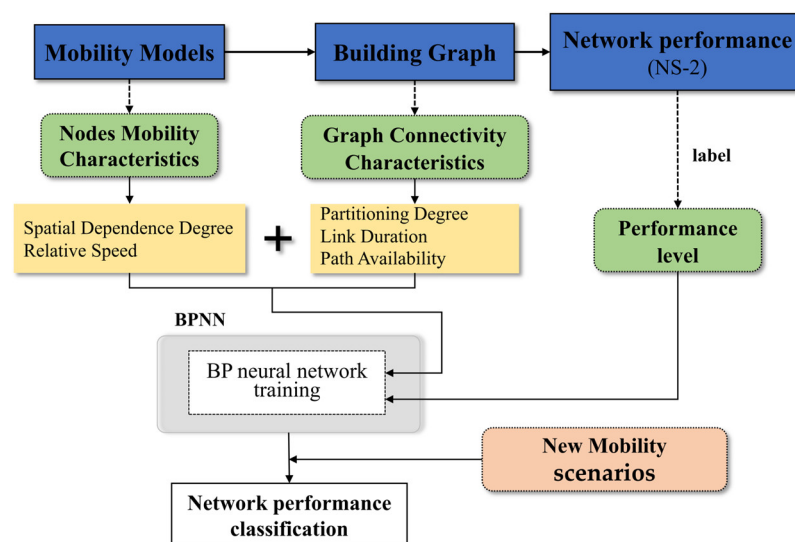 Mobility Models
Building Graph
Network performance
(NS-2)
Nodes Mobility
Characteristics
Graph Connectivity
Characteristics
label
Spatial Dependence Degree
Relative Speed
+
Partitioning Degree
Link Duration
Path Availability
Performance
level
BPNN
BP neural network
training
New Mobility
scenarios
Network performance
classification